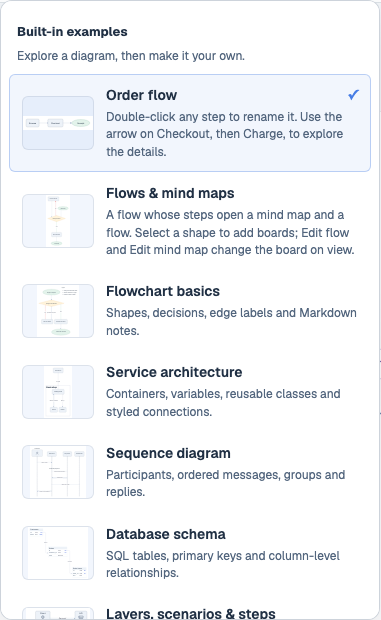 Built-in examples
Explore a diagram, then make it your own.
Order flow
Double-click any step to rename it. Use the
arrow on Checkout, then Charge, to explore
the details.
Flows & mind maps
A flow whose steps open a mind map and a
flow. Select a shape to add boards; Edit flow
and Edit mind map change the board on view.
Flowchart basics
Shapes, decisions, edge labels and Markdown
notes.
Service architecture
Containers, variables, reusable classes and
styled connections.
Sequence diagram
Participants, ordered messages, groups and
replies.
Database schema
SQL tables, primary keys and column-level
relationships.
Layers, scenarios & steps